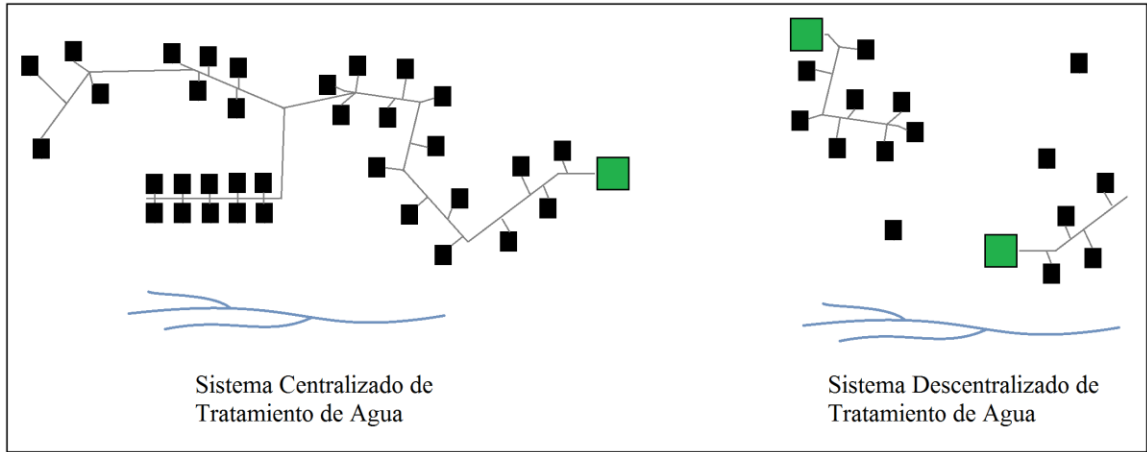 Sistema Centralizado de
Tratamiento de Agua
Sistema Descentralizado de
Tratamiento de Agua